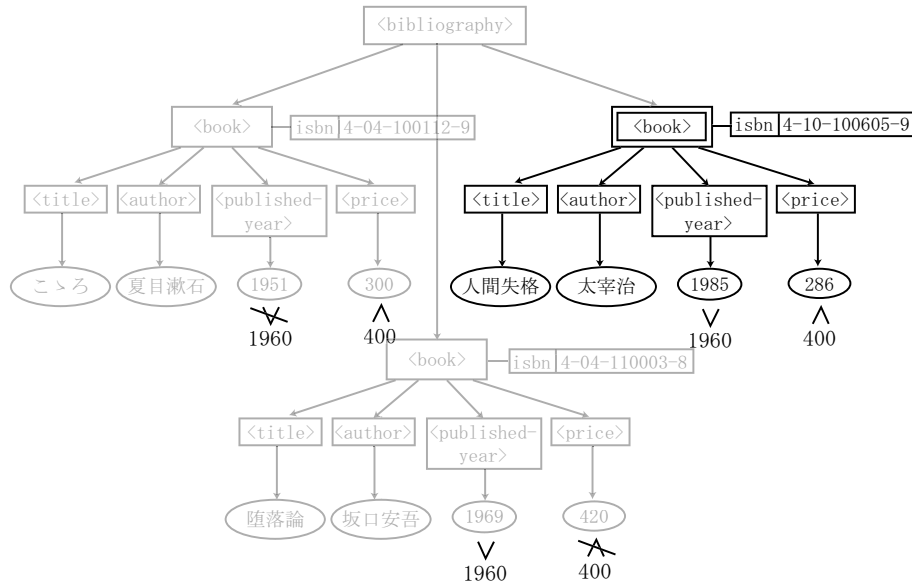 <bibliography>
<book>
isbn 4-04-100112-9
<title>
<author>
<published-
year>
<price>
こゝろ
夏目漱石
1951
300
1960
400
<book>
isbn 4-10-100605-9
<title>
<author>
<published-
year>
<price>
人間失格
太宰治
1985
286
1960
400
<book>
isbn 4-04-110003-8
<title>
<author>
<published-
year>
<price>
堕落論
坂口安吾
1969
420
1960
400